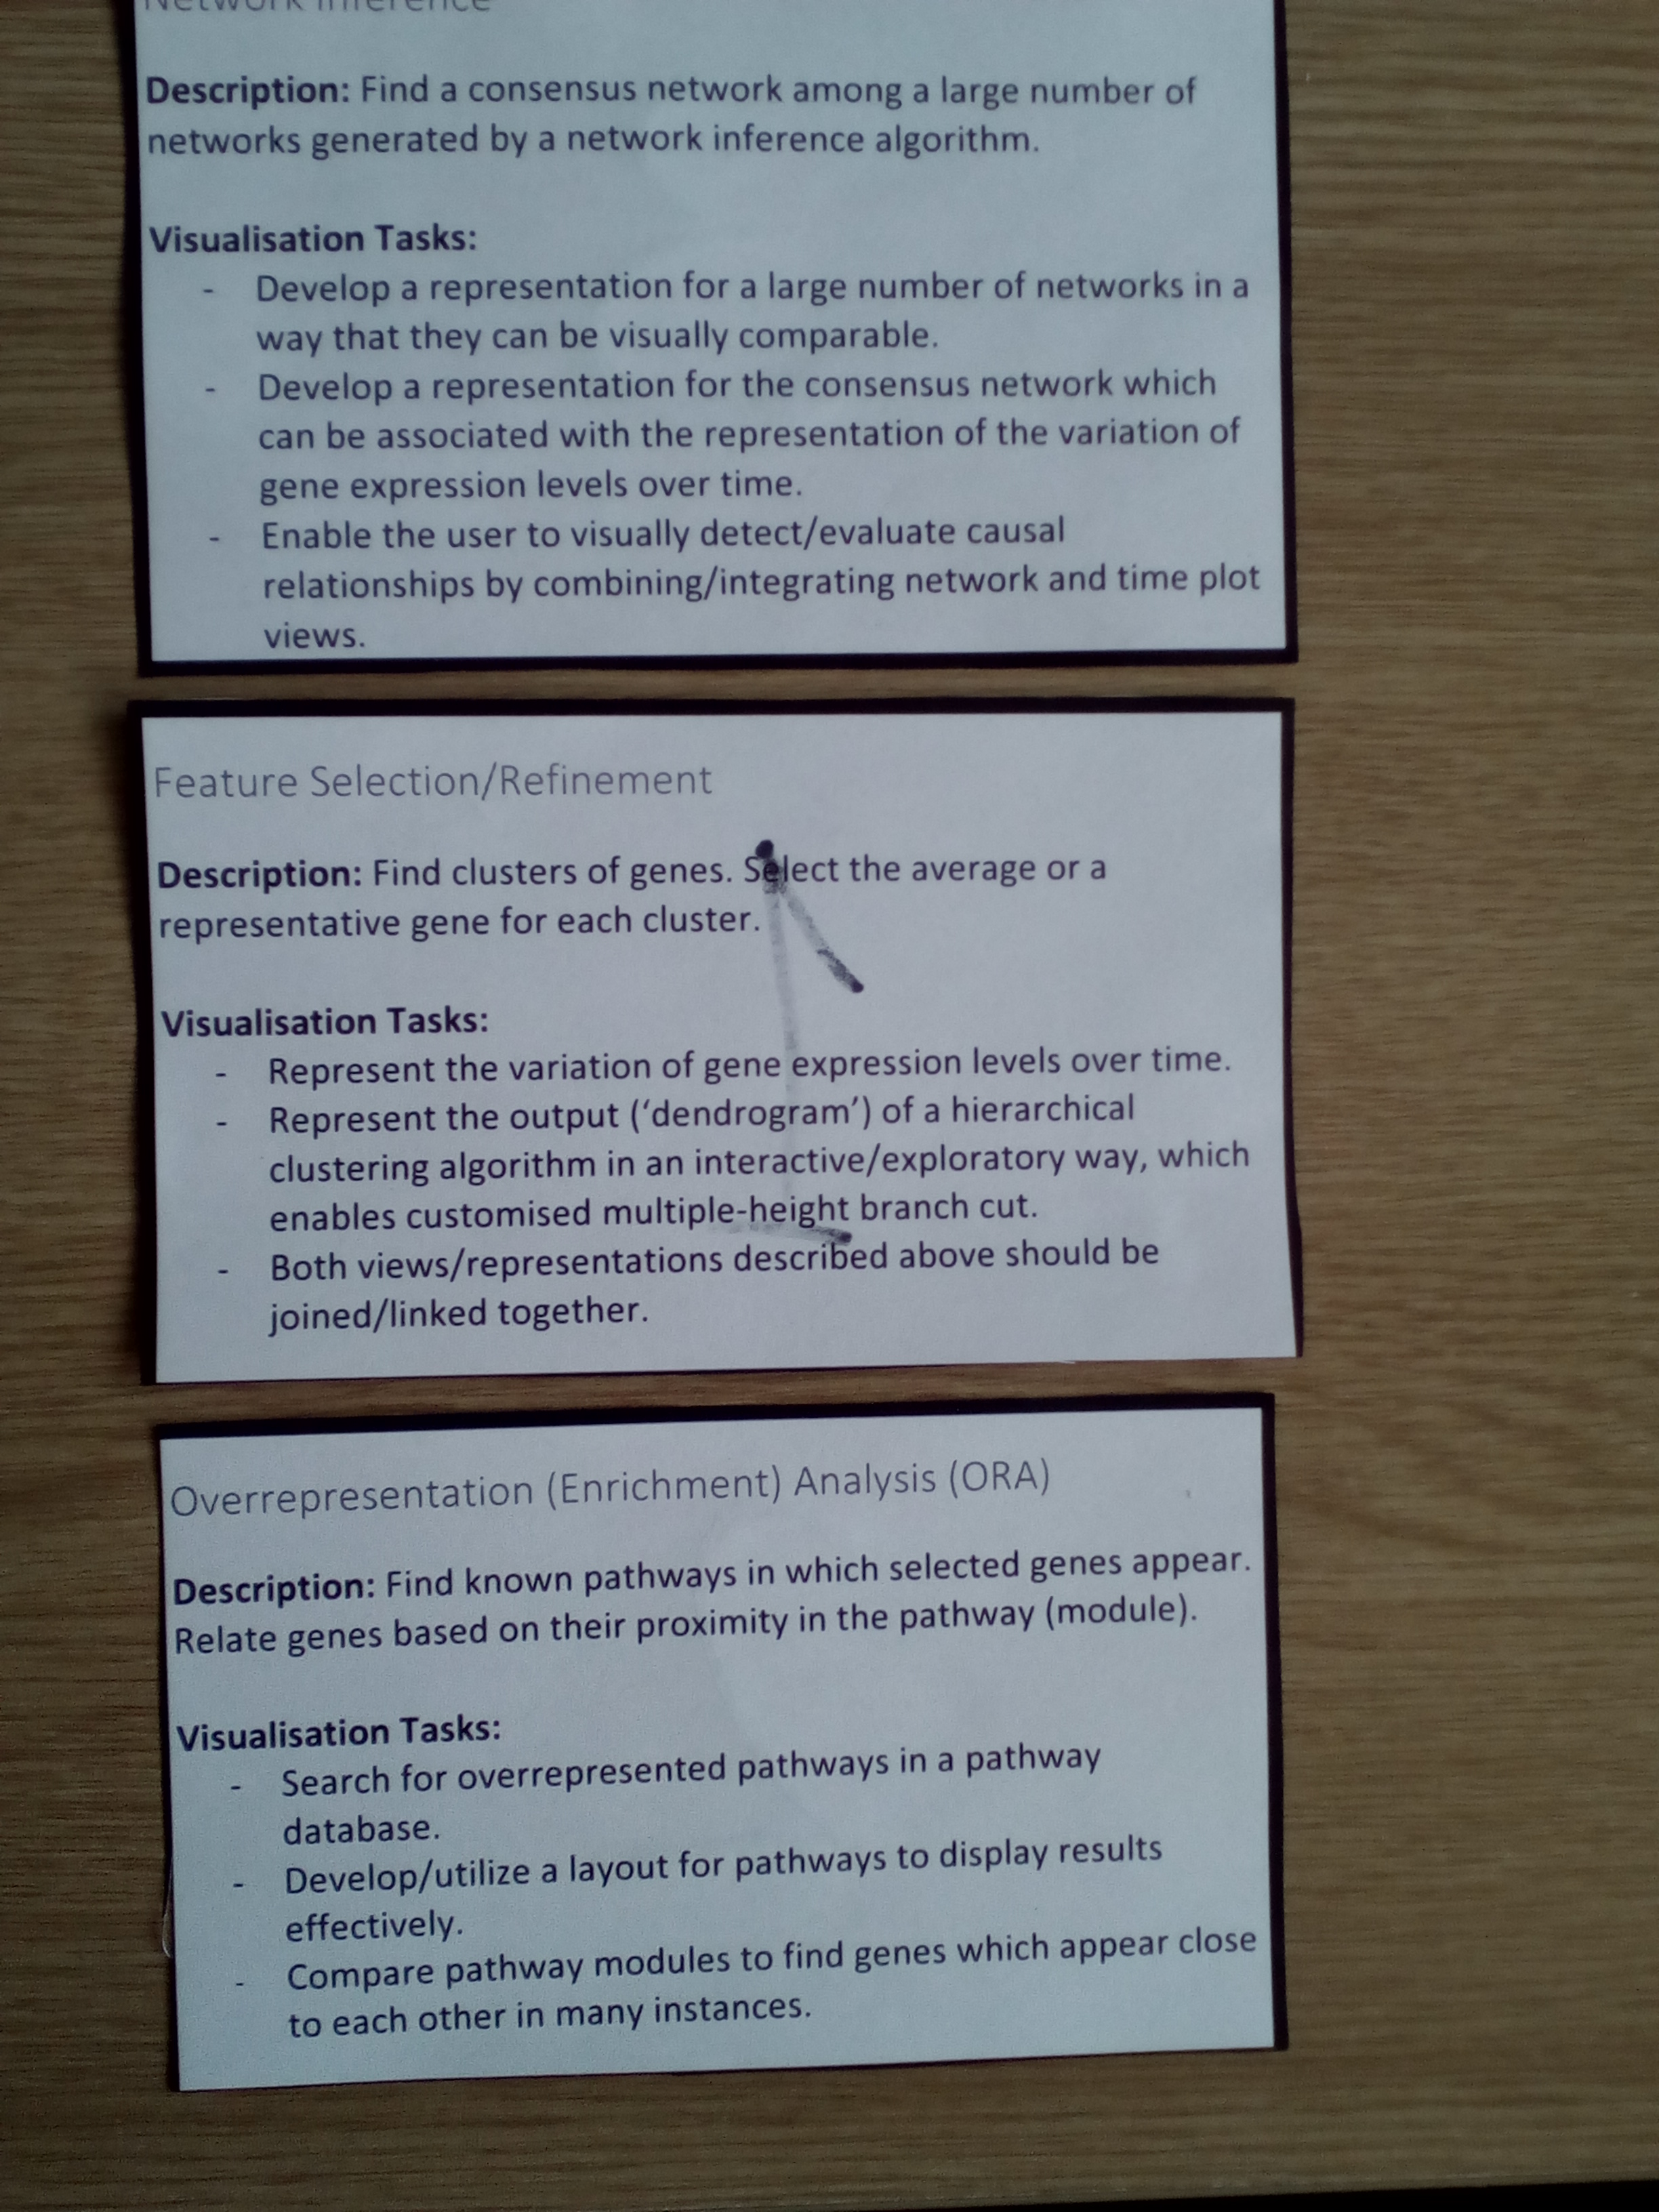 Network Inference
Description: Find a consensus network among a large number of
networks generated by a network inference algorithm.
Visualisation Tasks:
- Develop a representation for a large number of networks in a
way that they can be visually comparable.
- Develop a representation for the consensus network which
can be associated with the representation of the variation of
gene expression levels over time.
- Enable the user to visually detect/evaluate causal
relationships by combining/integrating network and time plot
views.
Feature Selection/Refinement
Description: Find clusters of genes. Select the average or a
representative gene for each cluster.
Visualisation Tasks:
- Represent the variation of gene expression levels over time.
- Represent the output (‘dendrogram’) of a hierarchical
clustering algorithm in an interactive/exploratory way, which
enables customised multiple-height branch cut.
- Both views/representations described above should be
joined/linked together.
Overrepresentation (Enrichment) Analysis (ORA)
Description: Find known pathways in which selected genes appear.
Relate genes based on their proximity in the pathway (module).
Visualisation Tasks:
- Search for overrepresented pathways in a pathway
database.
- Develop/utilize a layout for pathways to display results
effectively.
- Compare pathway modules to find genes which appear close
to each other in many instances.